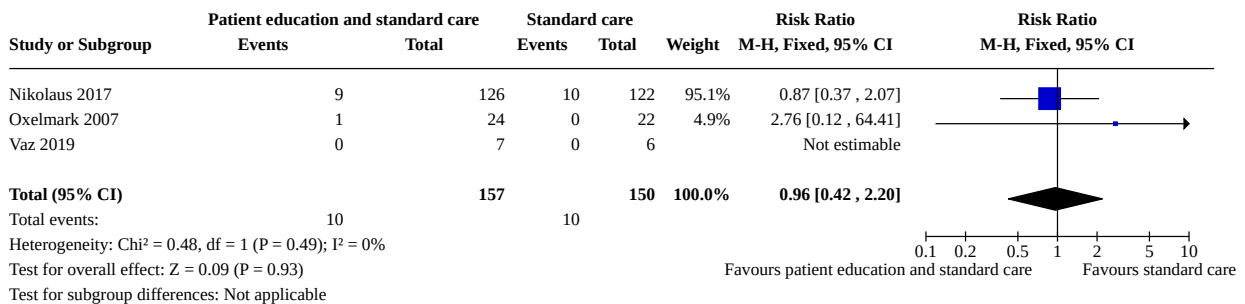 Patient education and standard care Standard care Risk Ratio Risk Ratio
Study or Subgroup Events Total Events Total Weight M-H, Fixed, 95% CI M-H, Fixed, 95% CI
Nikolaus 2017 9 126 10 122 95.1% 0.87 [0.37 , 2.07]
Oxelmark 2007 1 24 0 22 4.9% 2.76 [0.12 , 64.41]
Vaz 2019 0 7 0 6 Not estimable
Total (95% CI) 157 150 100.0% 0.96 [0.42 , 2.20]
Total events: 10 10
Heterogeneity: Chi² = 0.48, df = 1 (P = 0.49); I² = 0%
0.1 0.2 0.5 1 2 5 10
Test for overall effect: Z = 0.09 (P = 0.93) Favours patient education and standard care Favours standard care
Test for subgroup differences: Not applicable